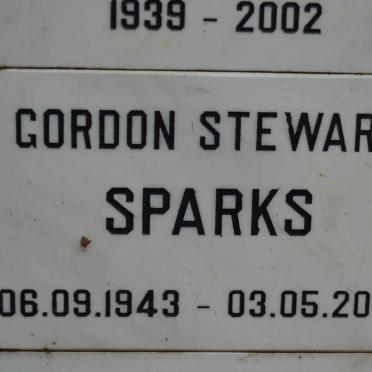 1939 - 2002
GORDON STEWAR
SPARKS
06.09.1943 - 03.05.20